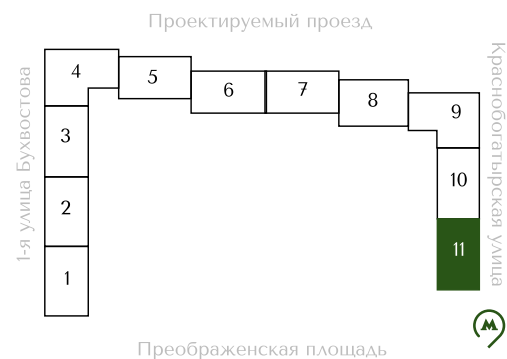 Проектируемый проезд
1-я улица Бухвостова
Краснобогатырская улица
4
5
6
7
8
9
3
10
2
11
1
М
Преображенская площадь